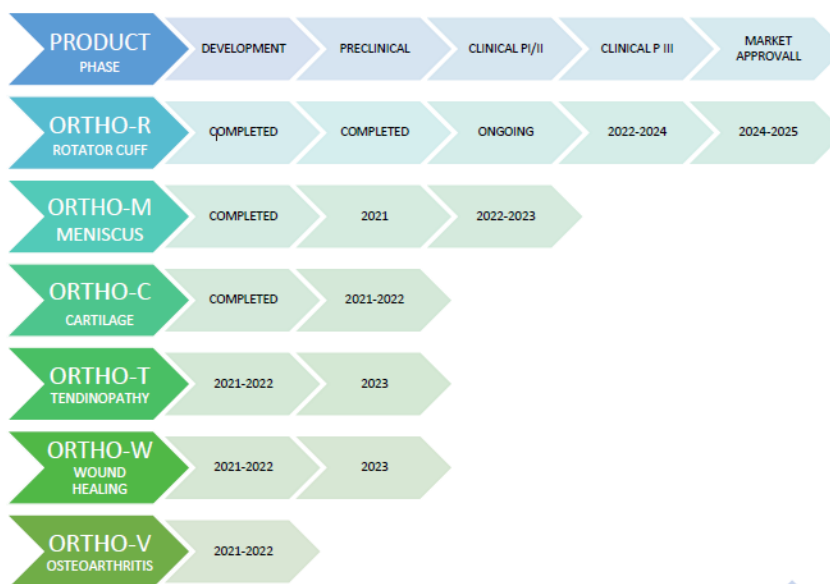 PRODUCT
PHASE
DEVELOPMENT
PRECLINICAL
CLINICAL PI/II
CLINICAL P III
MARKET
APPROVALL
ORTHO-R
ROTATOR CUFF
COMPLETED
COMPLETED
ONGOING
2022-2024
2024-2025
ORTHO-M
MENISCUS
COMPLETED
2021
2022-2023
ORTHO-C
CARTILAGE
COMPLETED
2021-2022
ORTHO-T
TENDINOPATHY
2021-2022
2023
ORTHO-W
WOUND
HEALING
2021-2022
2023
ORTHO-V
OSTEOARTHRITIS
2021-2022